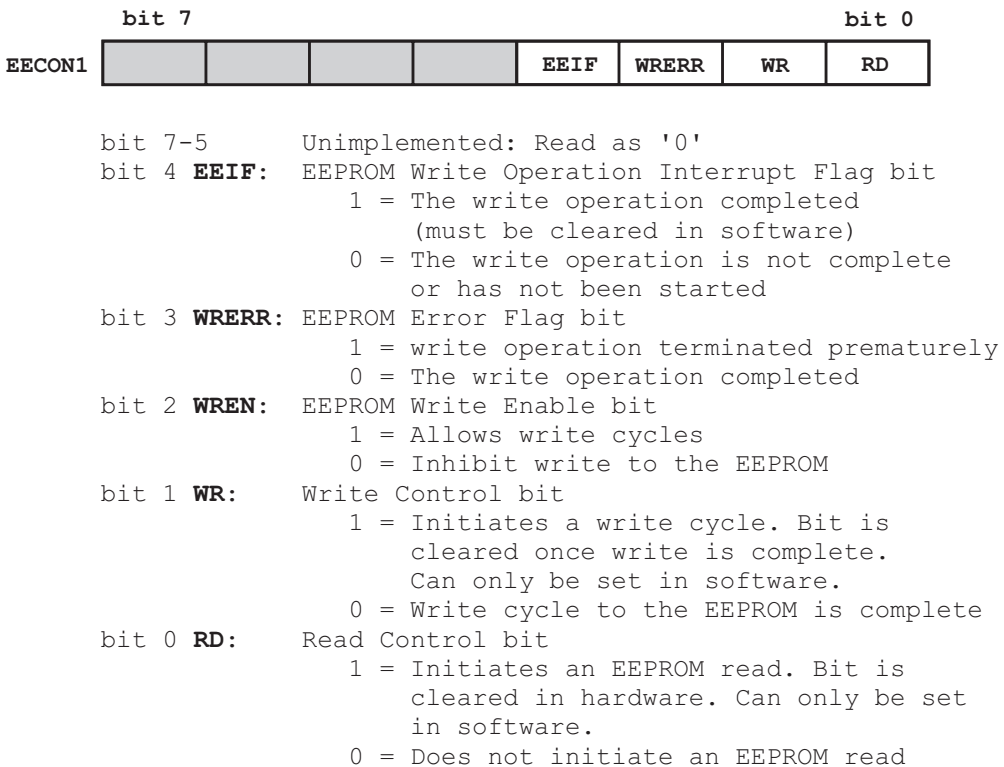 bit 7 bit 0
EECON1 EEIF WRERR WR RD
bit 7-5 Unimplemented: Read as '0'
bit 4 EEIF: EEPROM Write Operation Interrupt Flag bit
1 = The write operation completed
(must be cleared in software)
0 = The write operation is not complete
or has not been started
bit 3 WRERR: EEPROM Error Flag bit
1 = write operation terminated prematurely
0 = The write operation completed
bit 2 WREN: EEPROM Write Enable bit
1 = Allows write cycles
0 = Inhibit write to the EEPROM
bit 1 WR: Write Control bit
1 = Initiates a write cycle. Bit is
cleared once write is complete.
Can only be set in software.
0 = Write cycle to the EEPROM is complete
bit 0 RD: Read Control bit
1 = Initiates an EEPROM read. Bit is
cleared in hardware. Can only be set
in software.
0 = Does not initiate an EEPROM read